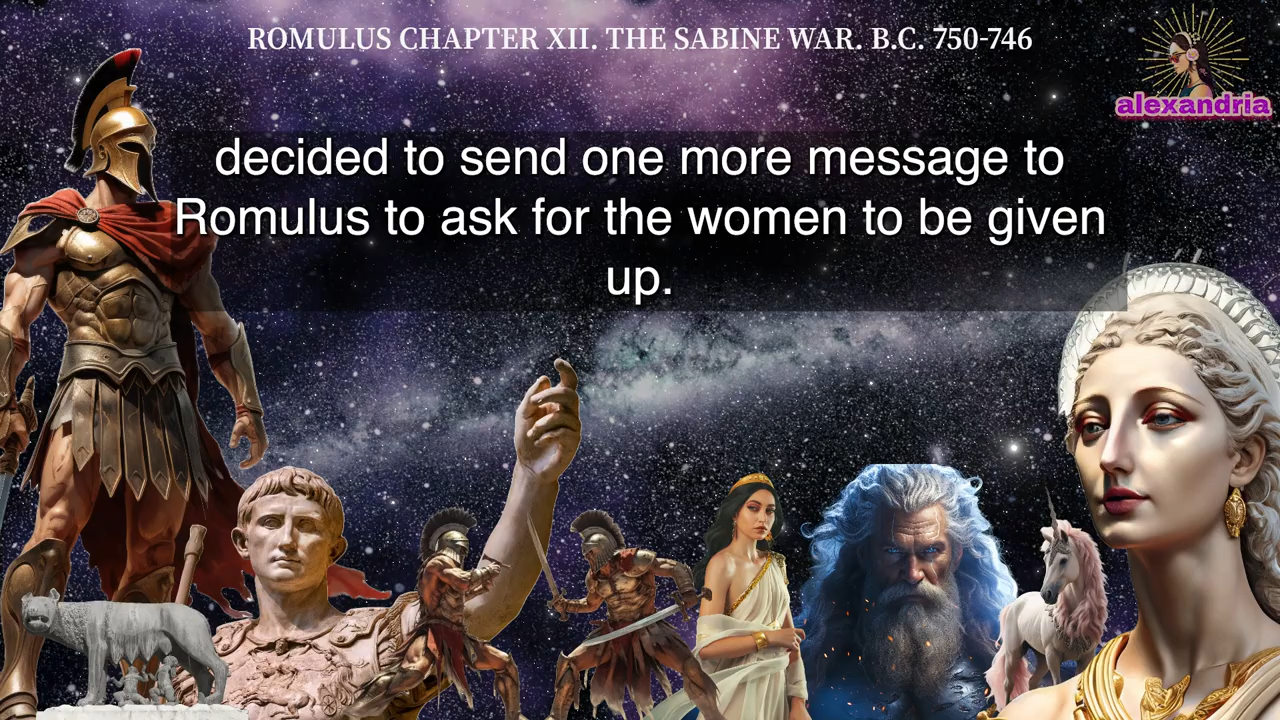 ROMULUS CHAPTER XII. THE SABINE WAR. B.C. 750-746
alexandria
decided to send one more message to
Romulus to ask for the women to be given
up.